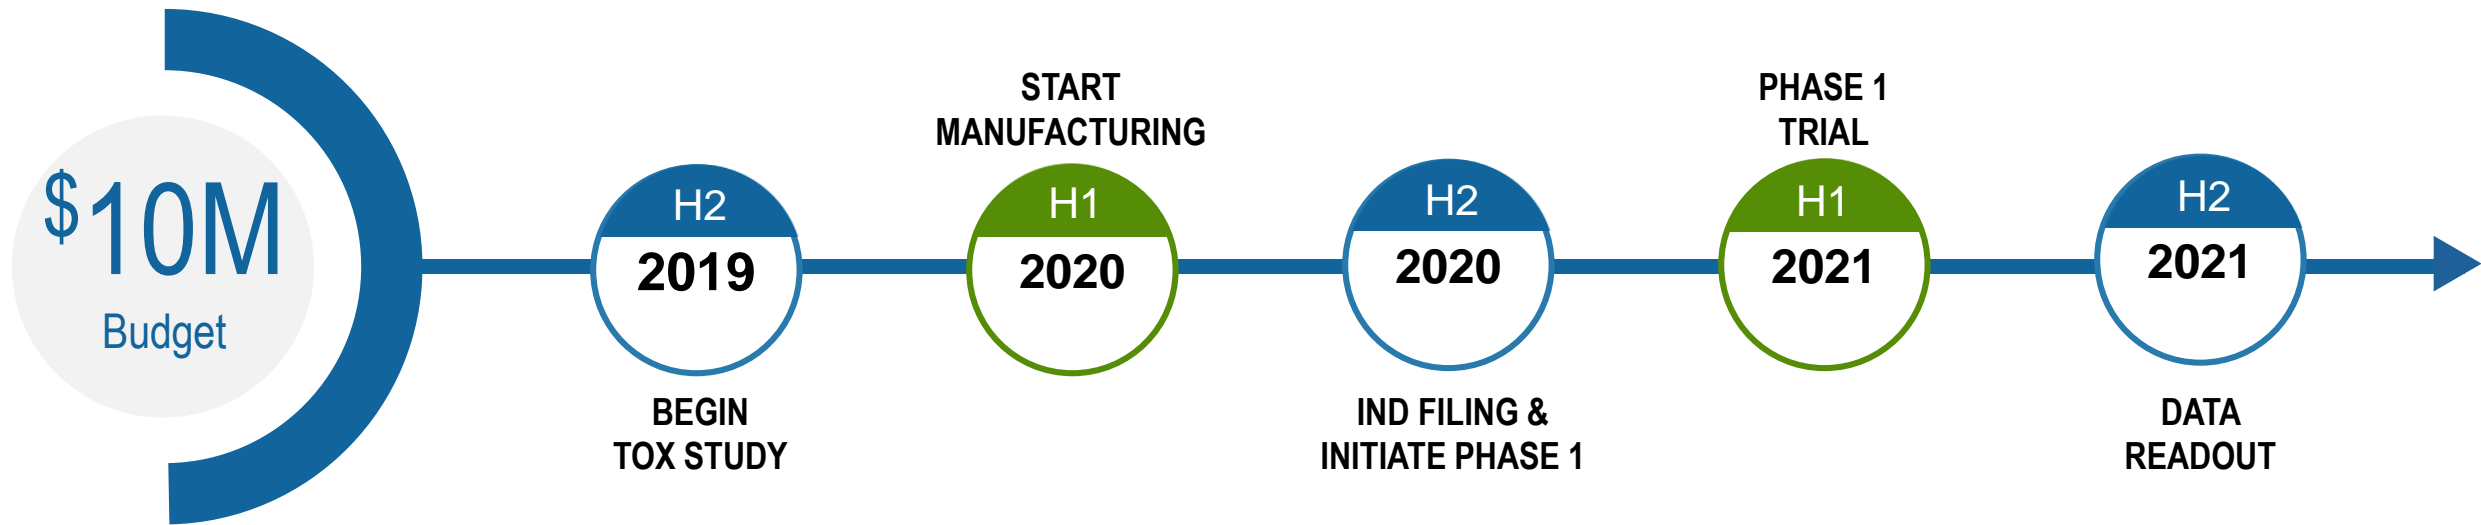 $10M
Budget
H2
2019
BEGIN
TOX STUDY
START
MANUFACTURING
H1
2020
H2
2020
IND FILING &
INITIATE PHASE 1
PHASE 1
TRIAL
H1
2021
H2
2021
DATA
READOUT